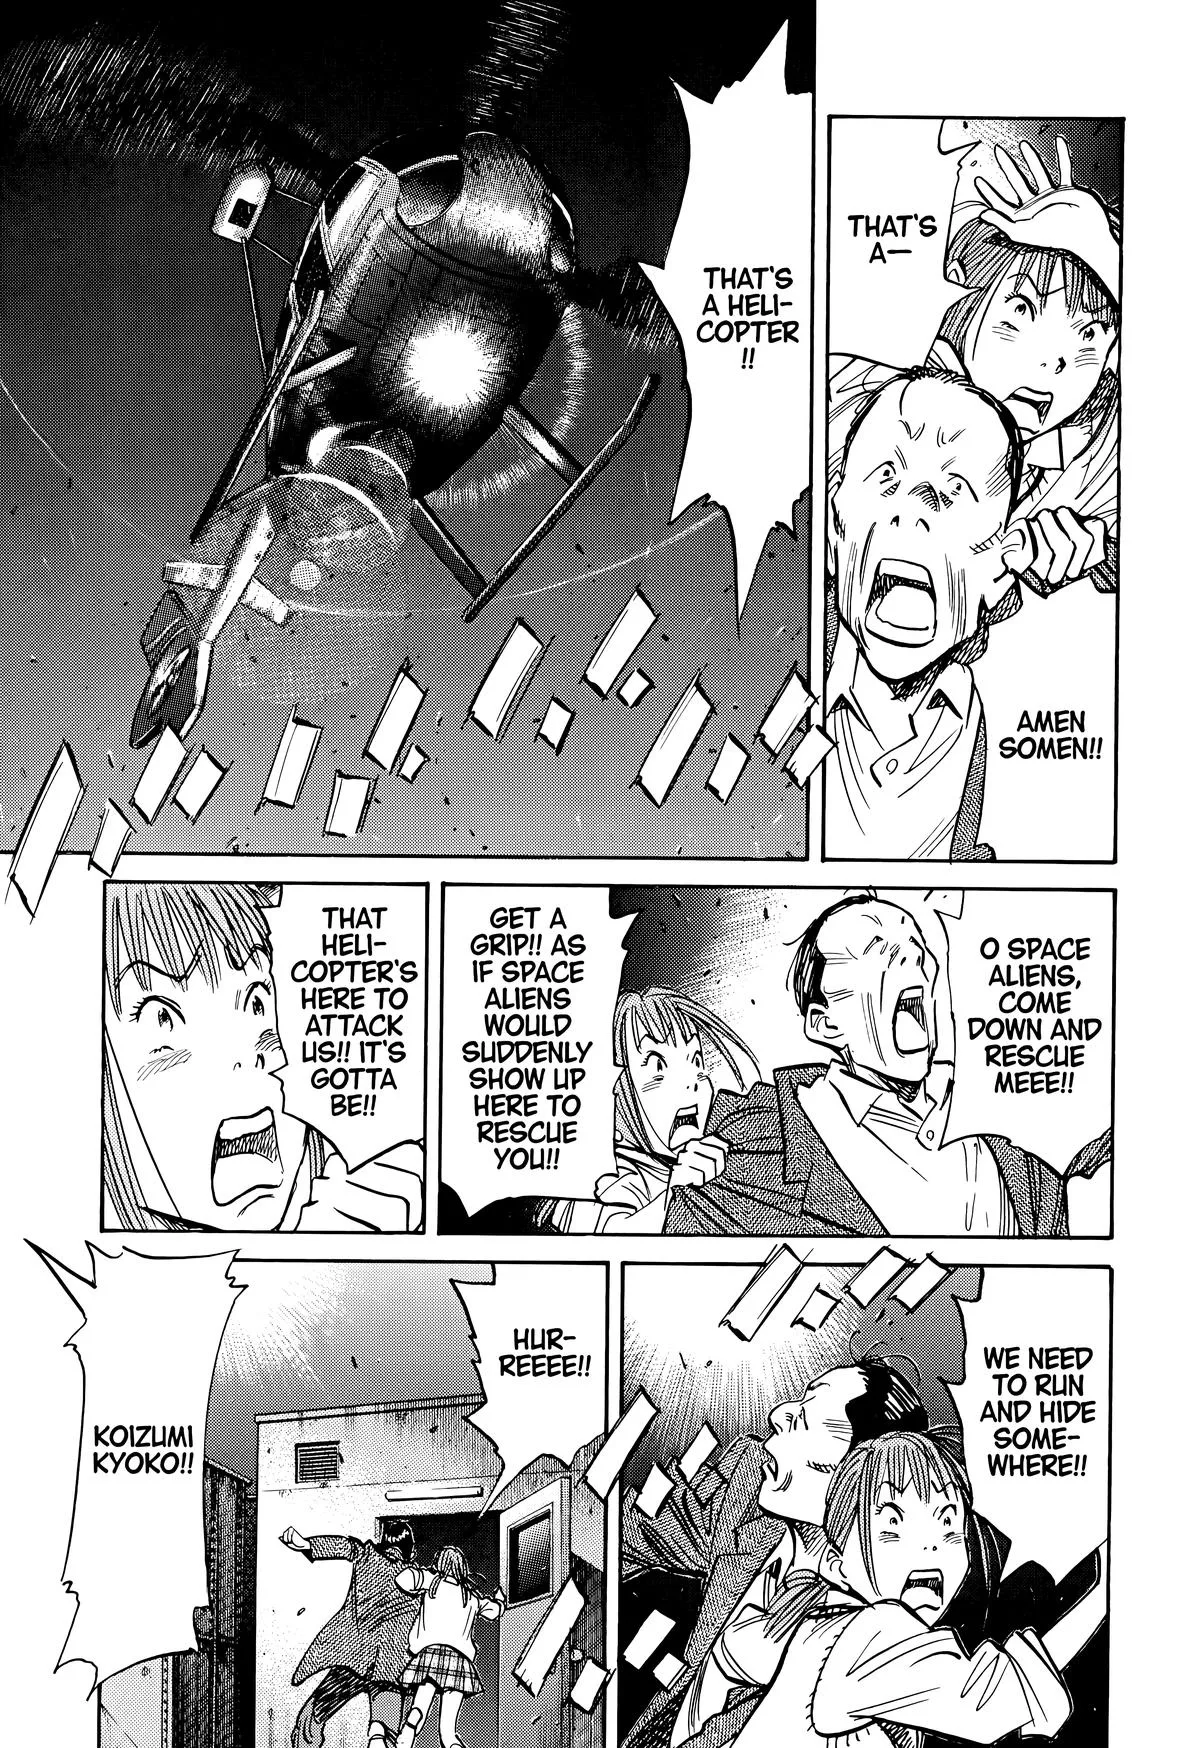 THAT'S
A—
AMEN
SOMEN!!
THAT'S
A HELI-
COPTER
!!
O SPACE
ALIENS,
COME
DOWN AND
RESCUE
MEEE!!
GET A
GRIP!! AS
IF SPACE
ALIENS
WOULD
SUDDENLY
SHOW UP
HERE TO
RESCUE
YOU!!
THAT
HELI-
COPTER'S
HERE TO
ATTACK
US!! IT'S
GOTTA
BE!!
WE NEED
TO RUN
AND HIDE
SOME-
WHERE!!
HUR-
REEEE!!
KOIZUMI
KYOKO!!